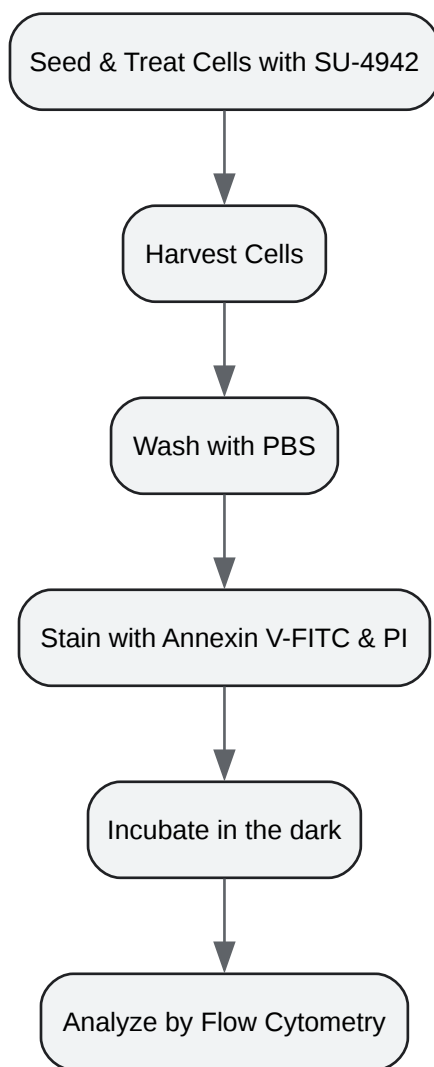 Seed & Treat Cells with SU-4942
Harvest Cells
Wash with PBS
Stain with Annexin V-FITC & PI
Incubate in the dark
Analyze by Flow Cytometry